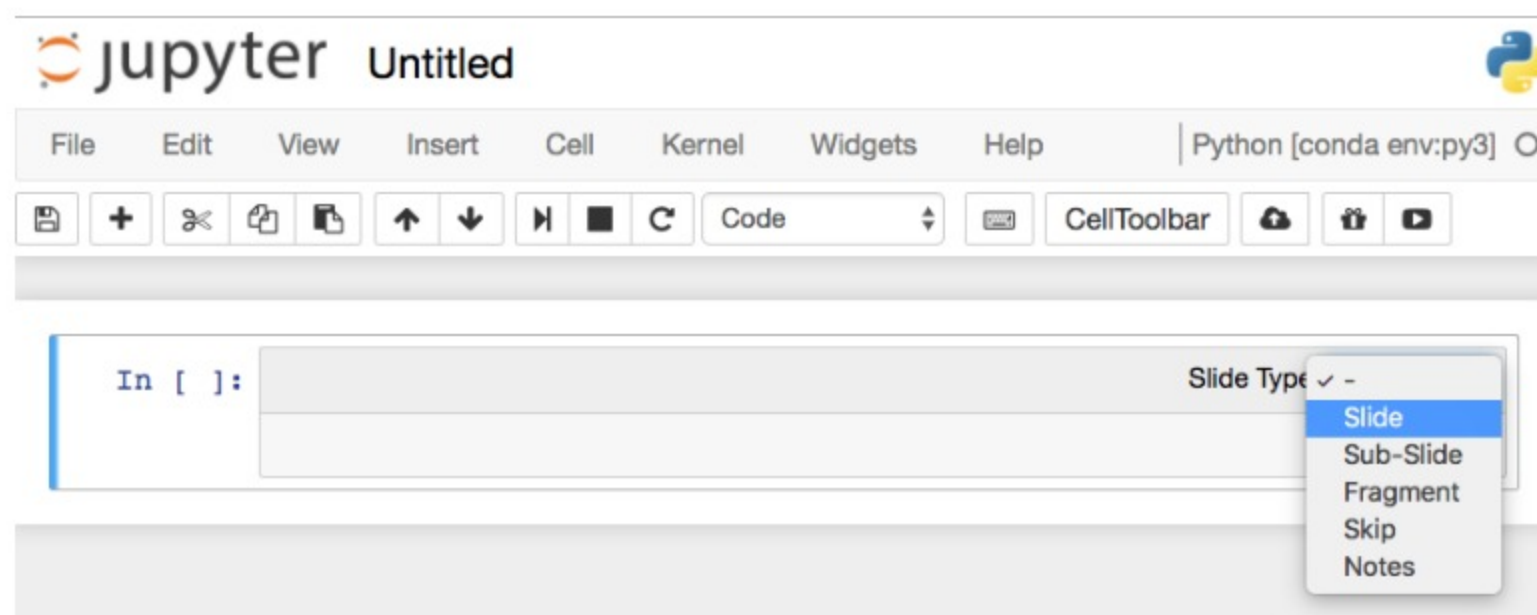 jupyter Untitled
File Edit View Insert Cell Kernel Widgets Help Python [conda env:py3]
Code CellToolbar
In [ ]: Slide Type ✓ -
Slide
Sub-Slide
Fragment
Skip
Notes